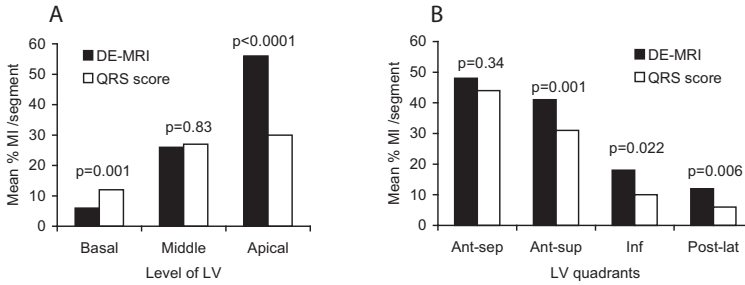 A
Mean % MI /segment
60
50
40
30
20
10
0
p<0.0001
DE-MRI
QRS score
p=0.83
p=0.001
Basal Middle Apical
Level of LV
B
Mean % MI /segment
60
50
40
30
20
10
0
DE-MRI
QRS score
p=0.34
p=0.001
p=0.022
p=0.006
Ant-sep Ant-sup Inf Post-lat
LV quadrants